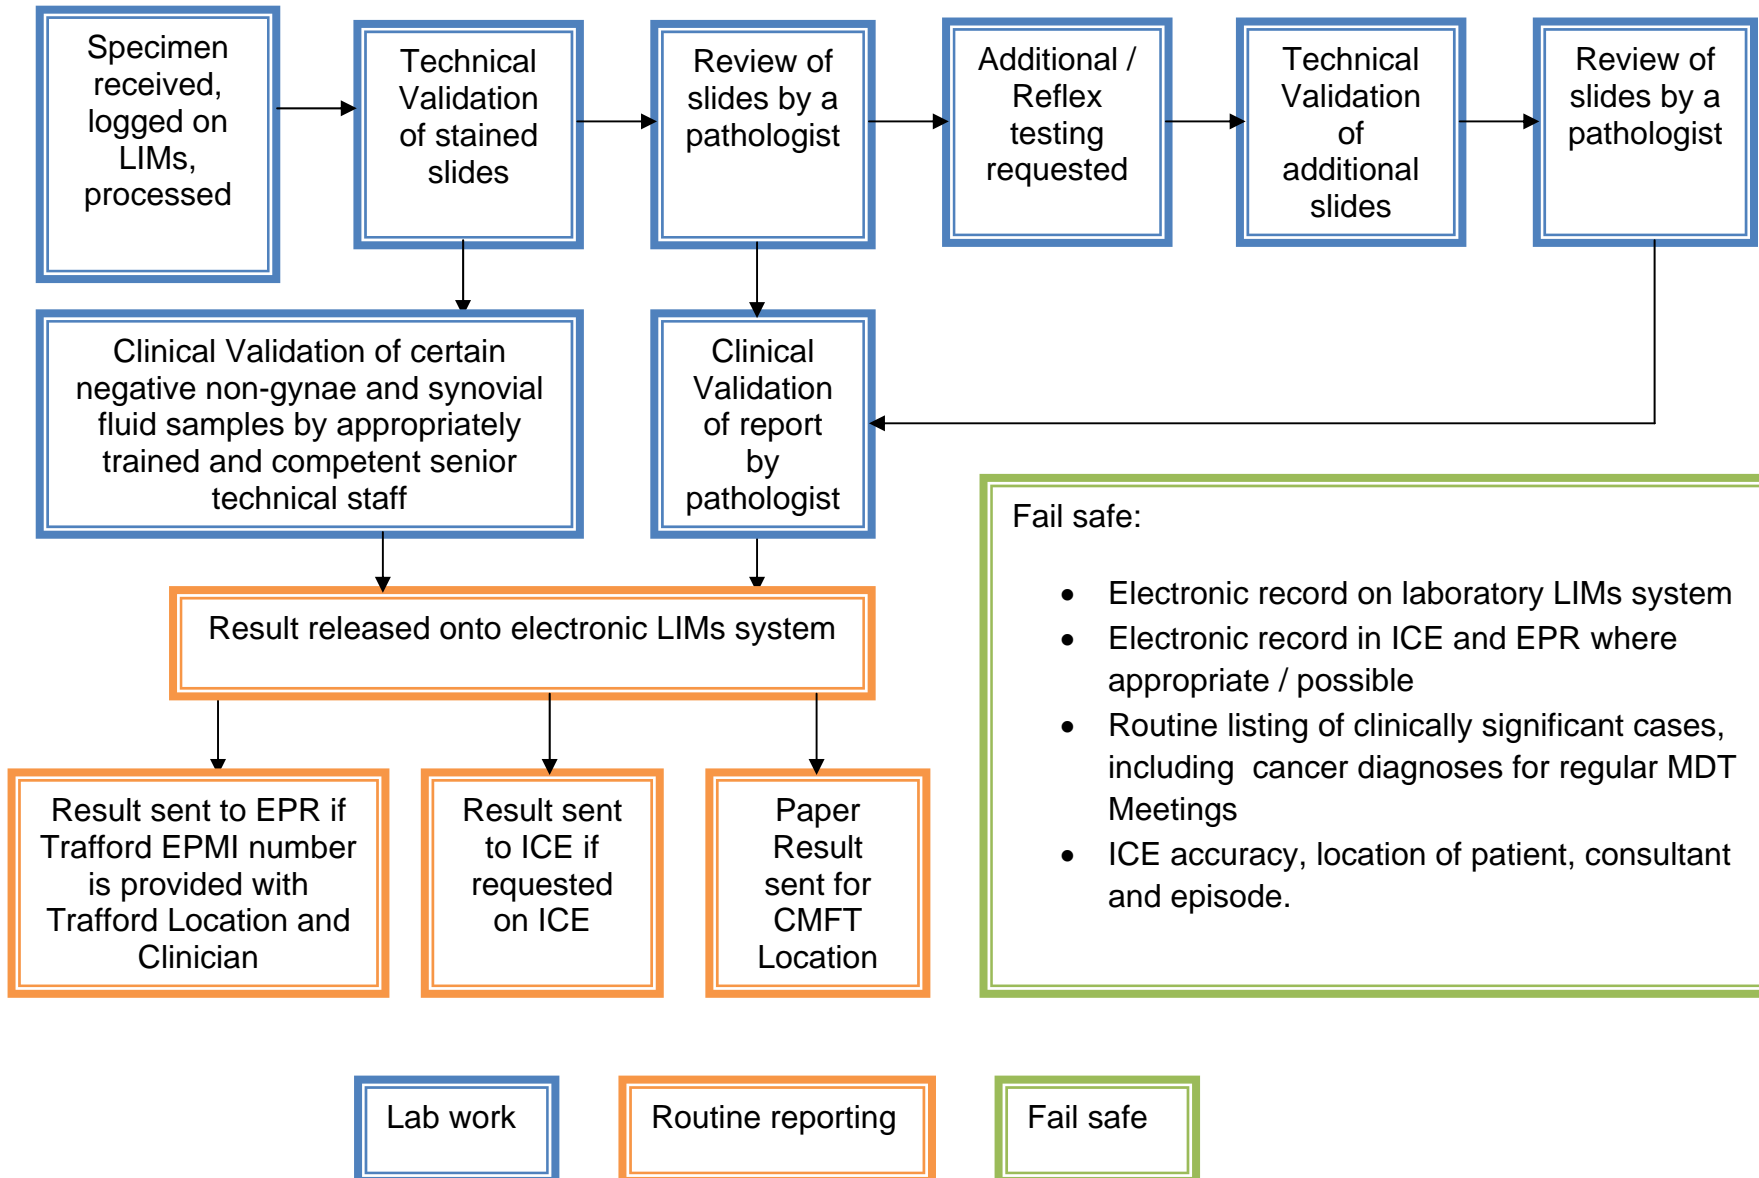 Specimen
received,
logged on
LIMs,
processed
Technical
Validation
of stained
slides
Review of
slides by a
pathologist
Additional /
Reflex
testing
requested
Technical
Validation
of
additional
slides
Review of
slides by a
pathologist
Clinical Validation of certain
negative non-gynae and synovial
fluid samples by appropriately
trained and competent senior
technical staff
Clinical
Validation
of report
by
pathologist
Result released onto electronic LIMs system
Result sent to EPR if
Trafford EPMI number
is provided with
Trafford Location and
Clinician
Result sent
to ICE if
requested
on ICE
Paper
Result
sent for
CMFT
Location
Fail safe:
• Electronic record on laboratory LIMs system
• Electronic record in ICE and EPR where
appropriate / possible
• Routine listing of clinically significant cases,
including  cancer diagnoses for regular MDT
Meetings
• ICE accuracy, location of patient, consultant
and episode.
Lab work
Routine reporting
Fail safe